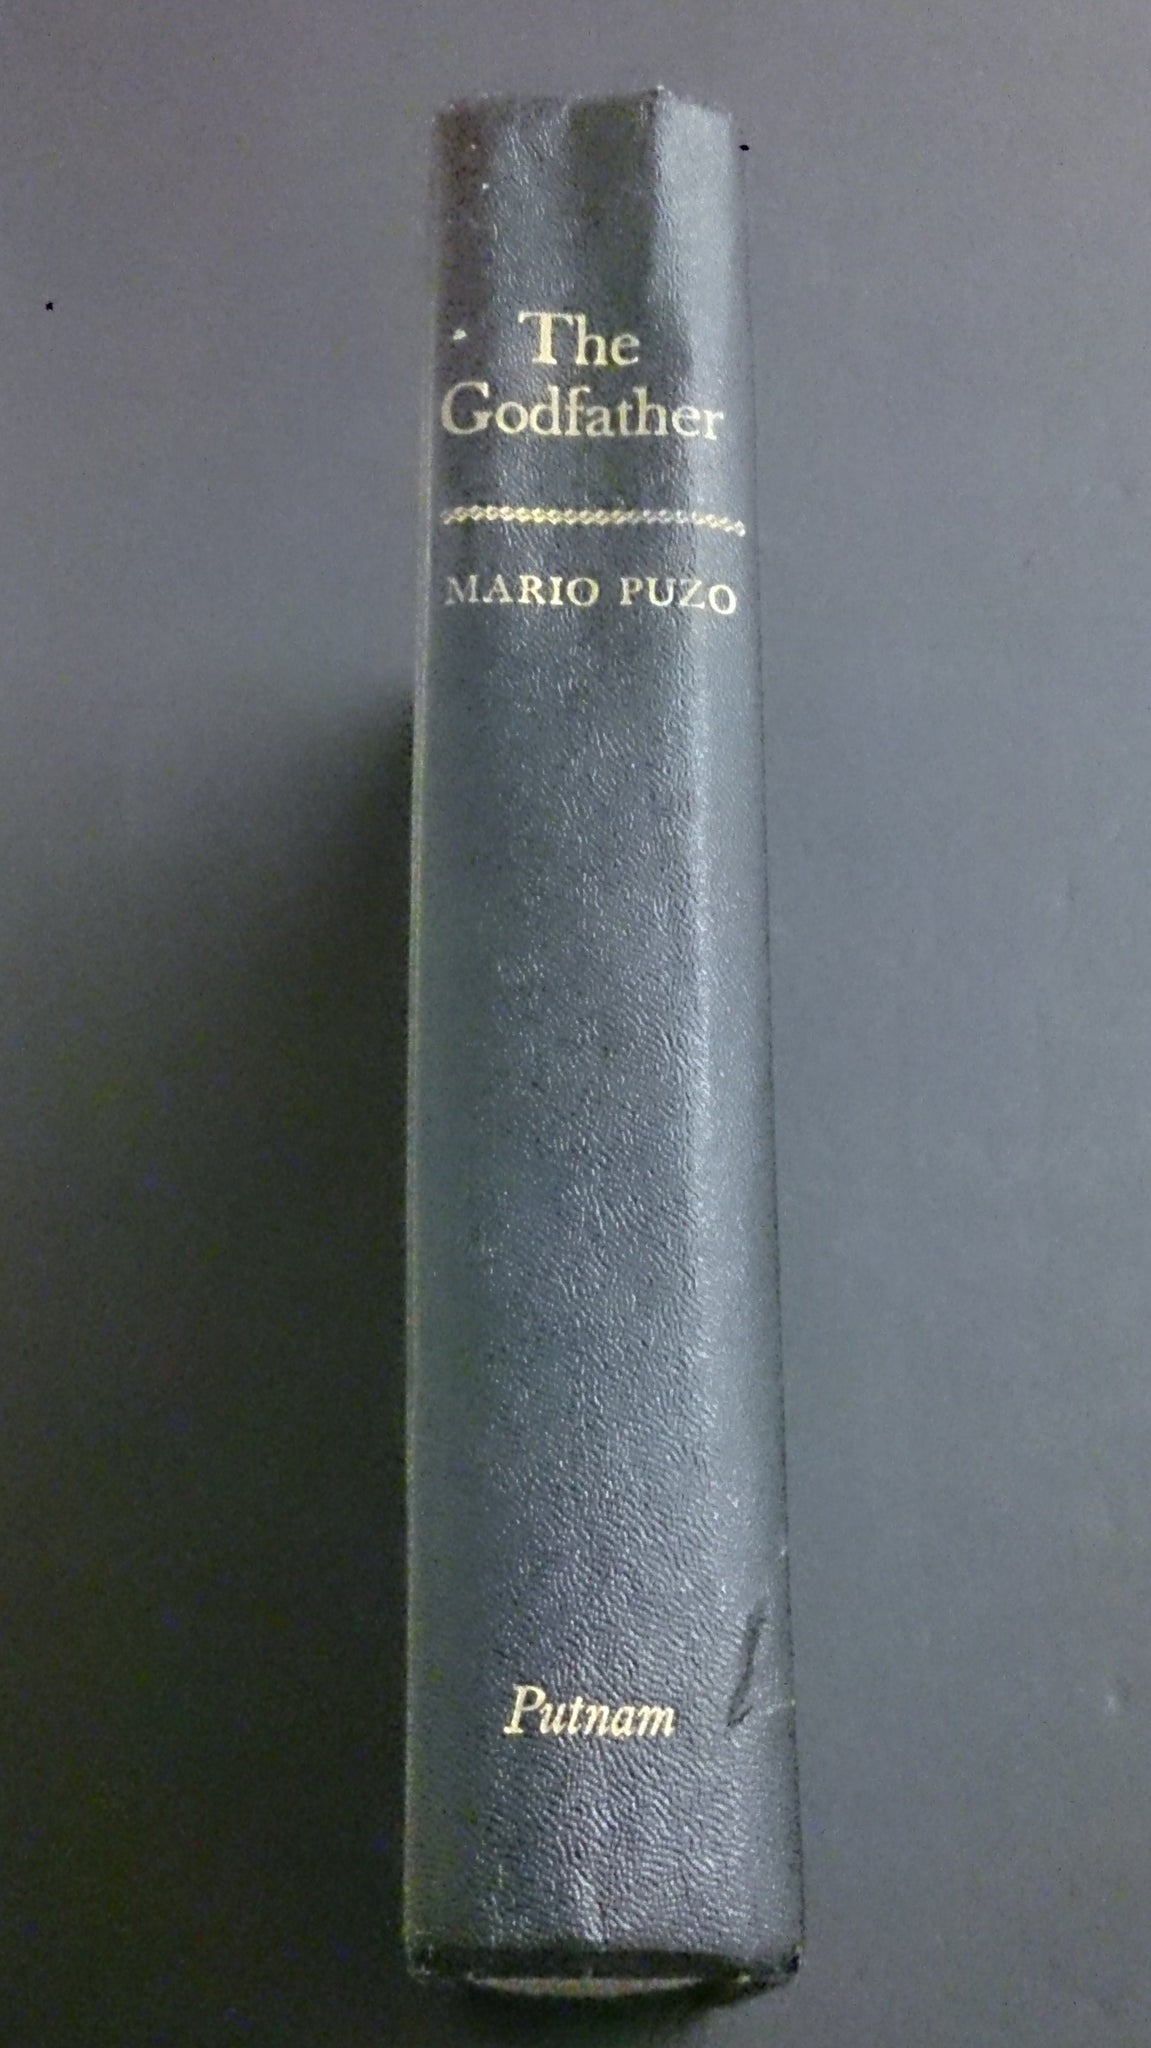 The
Godfather
MARIO PUZO
Putnam